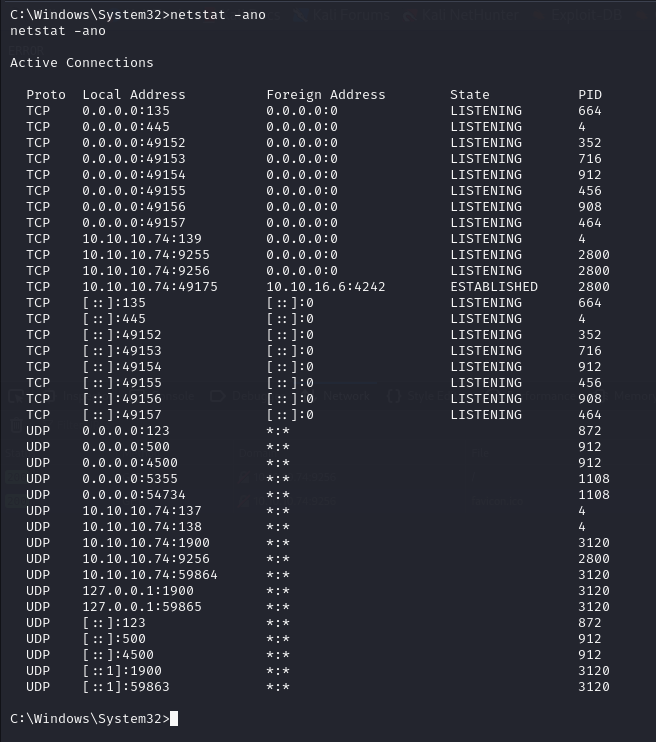 C:\Windows\System32>netstat -ano
netstat -ano
Active Connections
Proto Local Address Foreign Address State PID
TCP 0.0.0.0:135 0.0.0.0:0 LISTENING 664
TCP 0.0.0.0:445 0.0.0.0:0 LISTENING 4
TCP 0.0.0.0:49152 0.0.0.0:0 LISTENING 352
TCP 0.0.0.0:49153 0.0.0.0:0 LISTENING 716
TCP 0.0.0.0:49154 0.0.0.0:0 LISTENING 912
TCP 0.0.0.0:49155 0.0.0.0:0 LISTENING 456
TCP 0.0.0.0:49156 0.0.0.0:0 LISTENING 908
TCP 0.0.0.0:49157 0.0.0.0:0 LISTENING 464
TCP 10.10.10.74:139 0.0.0.0:0 LISTENING 4
TCP 10.10.10.74:9255 0.0.0.0:0 LISTENING 2800
TCP 10.10.10.74:9256 0.0.0.0:0 LISTENING 2800
TCP 10.10.10.74:49175 10.10.16.6:4242 ESTABLISHED 2800
TCP [::]:135 [::]:0 LISTENING 664
TCP [::]:445 [::]:0 LISTENING 4
TCP [::]:49152 [::]:0 LISTENING 352
TCP [::]:49153 [::]:0 LISTENING 716
TCP [::]:49154 [::]:0 LISTENING 912
TCP [::]:49155 [::]:0 LISTENING 456
TCP [::]:49156 [::]:0 LISTENING 908
TCP [::]:49157 [::]:0 LISTENING 464
UDP 0.0.0.0:123 *:* 872
UDP 0.0.0.0:500 *:* 912
UDP 0.0.0.0:4500 *:* 912
UDP 0.0.0.0:5355 *:* 1108
UDP 0.0.0.0:54734 *:* 1108
UDP 10.10.10.74:137 *:* 4
UDP 10.10.10.74:138 *:* 4
UDP 10.10.10.74:1900 *:* 3120
UDP 10.10.10.74:9256 *:* 2800
UDP 10.10.10.74:59864 *:* 3120
UDP 127.0.0.1:1900 *:* 3120
UDP 127.0.0.1:59865 *:* 3120
UDP [::]:123 *:* 872
UDP [::]:500 *:* 912
UDP [::]:4500 *:* 912
UDP [::1]:1900 *:* 3120
UDP [::1]:59863 *:* 3120
C:\Windows\System32>